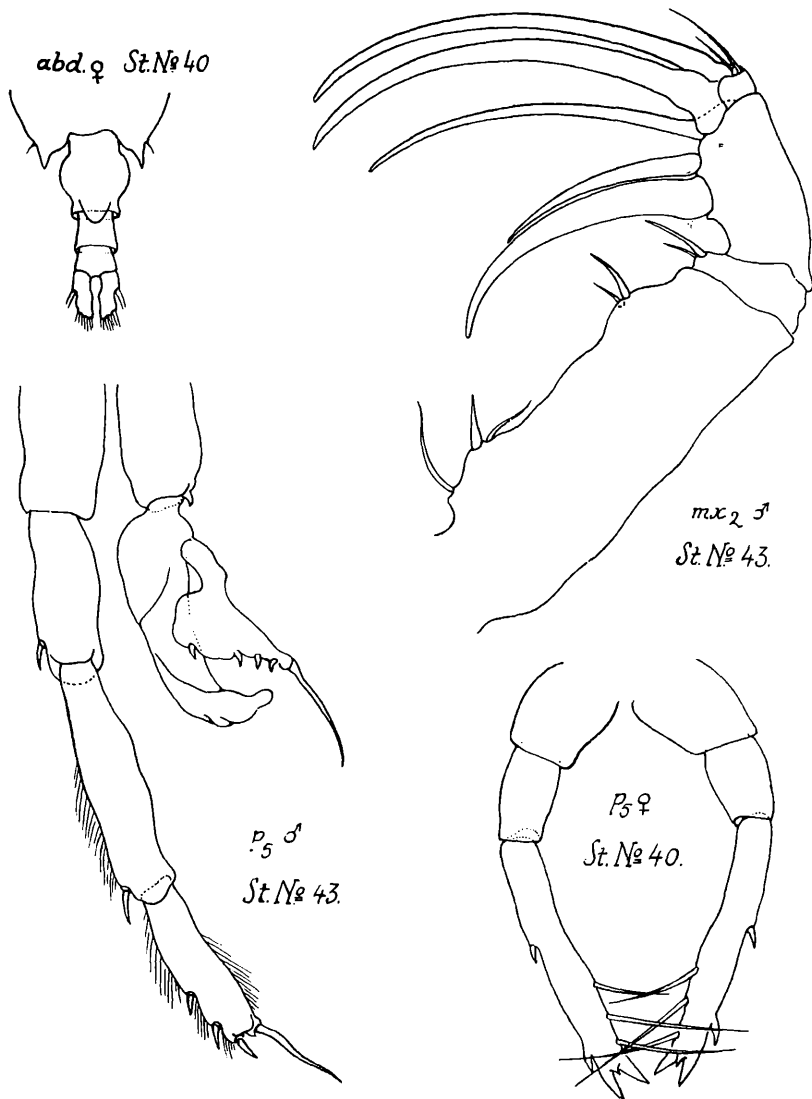 abd. ♀ St. № 40
mx2 ♂
St. № 43.
p5 ♂
St. № 43.
p5 ♀
St. № 40.